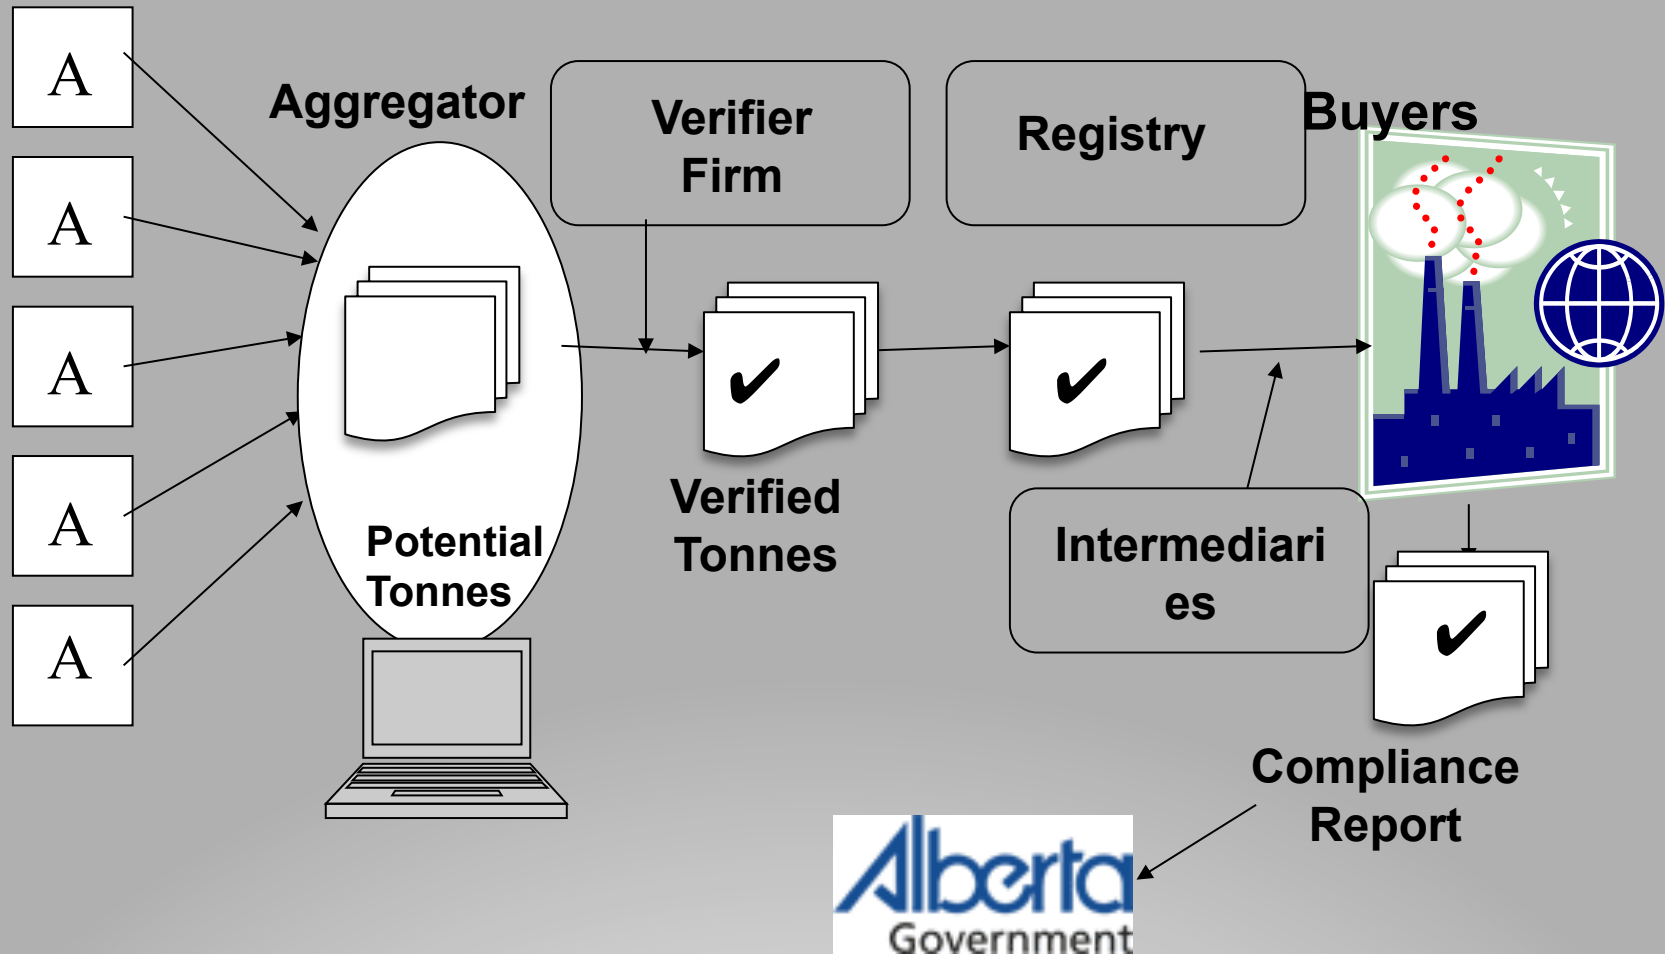 A
A
A
A
A
Aggregator
Potential
Tonnes
Verifier
Firm
Verified
Tonnes
Registry
Intermediari
es
Buyers
Compliance
Report
Alberta
Government